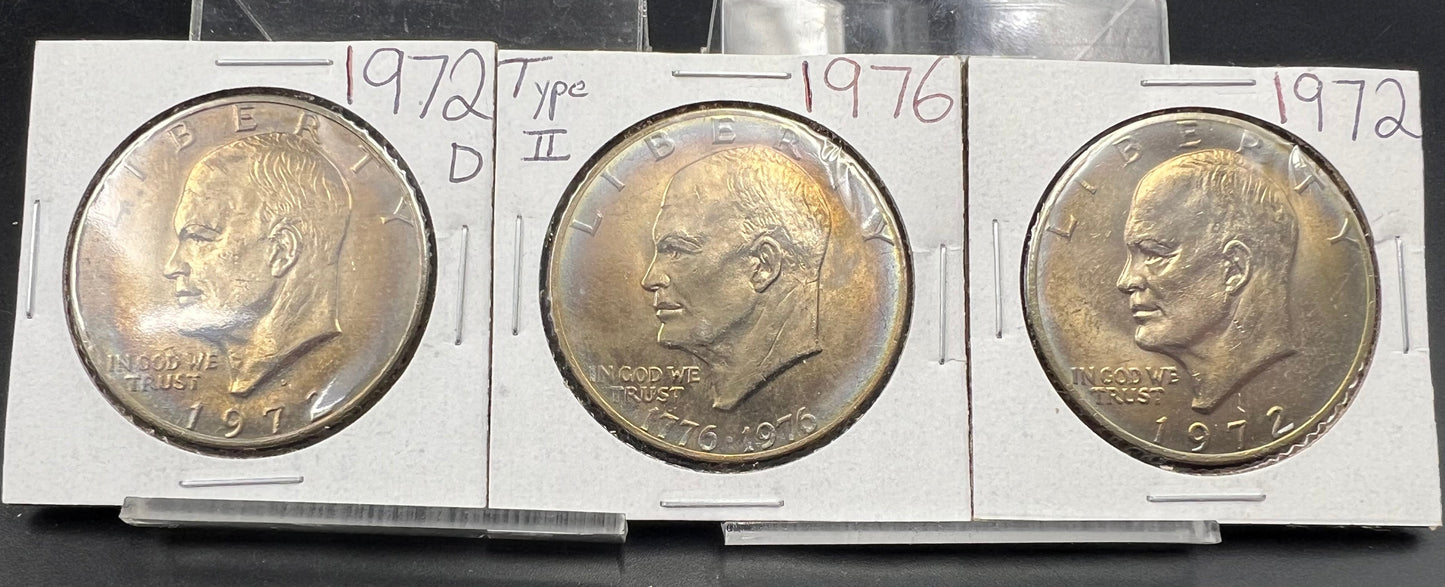 1972
D
LIBERTY
IN GOD WE
TRUST
D
1972
Type
II
1976
LIBERTY
IN GOD WE
TRUST
1776·1976
1972
LIBERTY
IN GOD WE
TRUST
1972